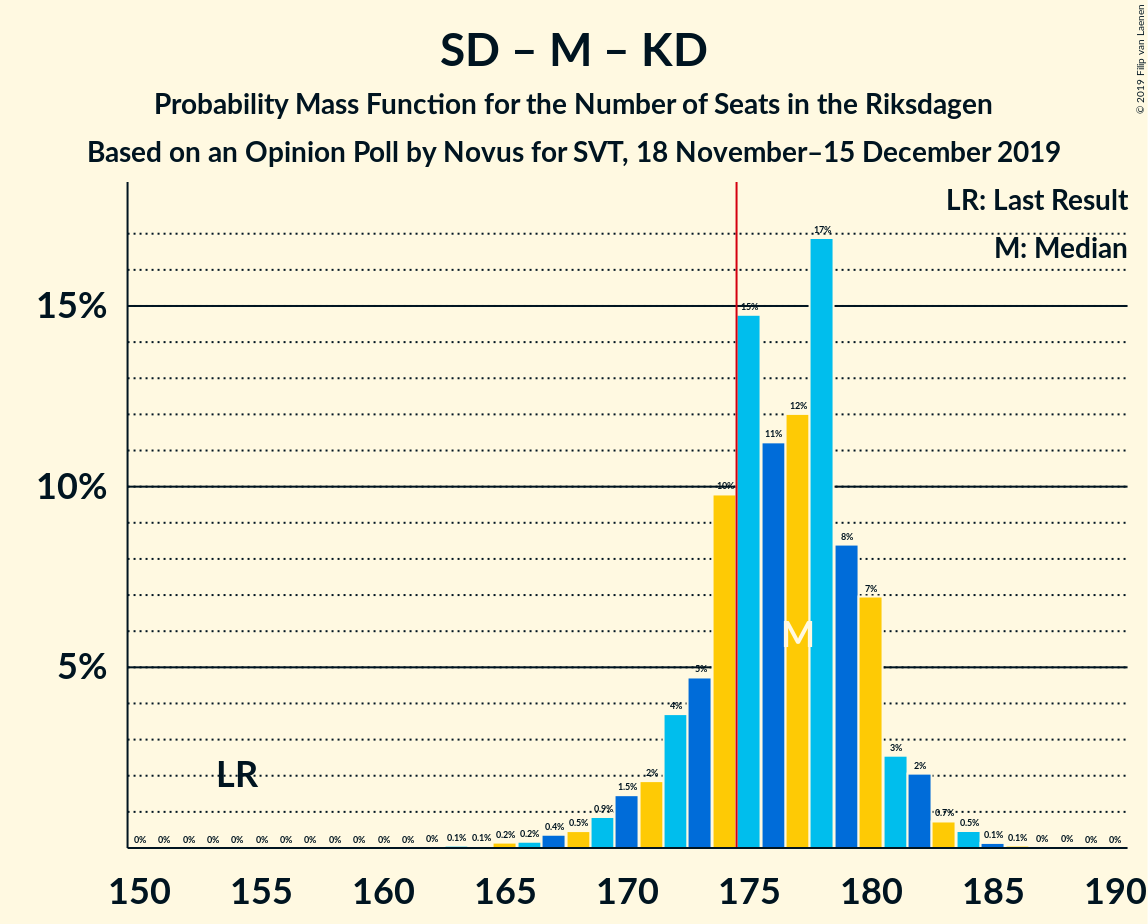 SD – M – KD
Probability Mass Function for the Number of Seats in the Riksdagen
Based on an Opinion Poll by Novus for SVT, 18 November–15 December 2019
© 2019 Filip van Laenen
LR: Last Result
M: Median
15%
10%
5%
0% 0% 0% 0% 0% 0% 0% 0% 0% 0% 0% 0% 0% 0.1% 0.1% 0.2% 0.2% 0.4% 0.5% 0.9% 1.5% 2% 4% 5% 10% 15% 11% 12% 17% 8% 7% 3% 2% 0.7% 0.5% 0.1% 0.1% 0% 0% 0% 0%
LR
M
150 155 160 165 170 175 180 185 190